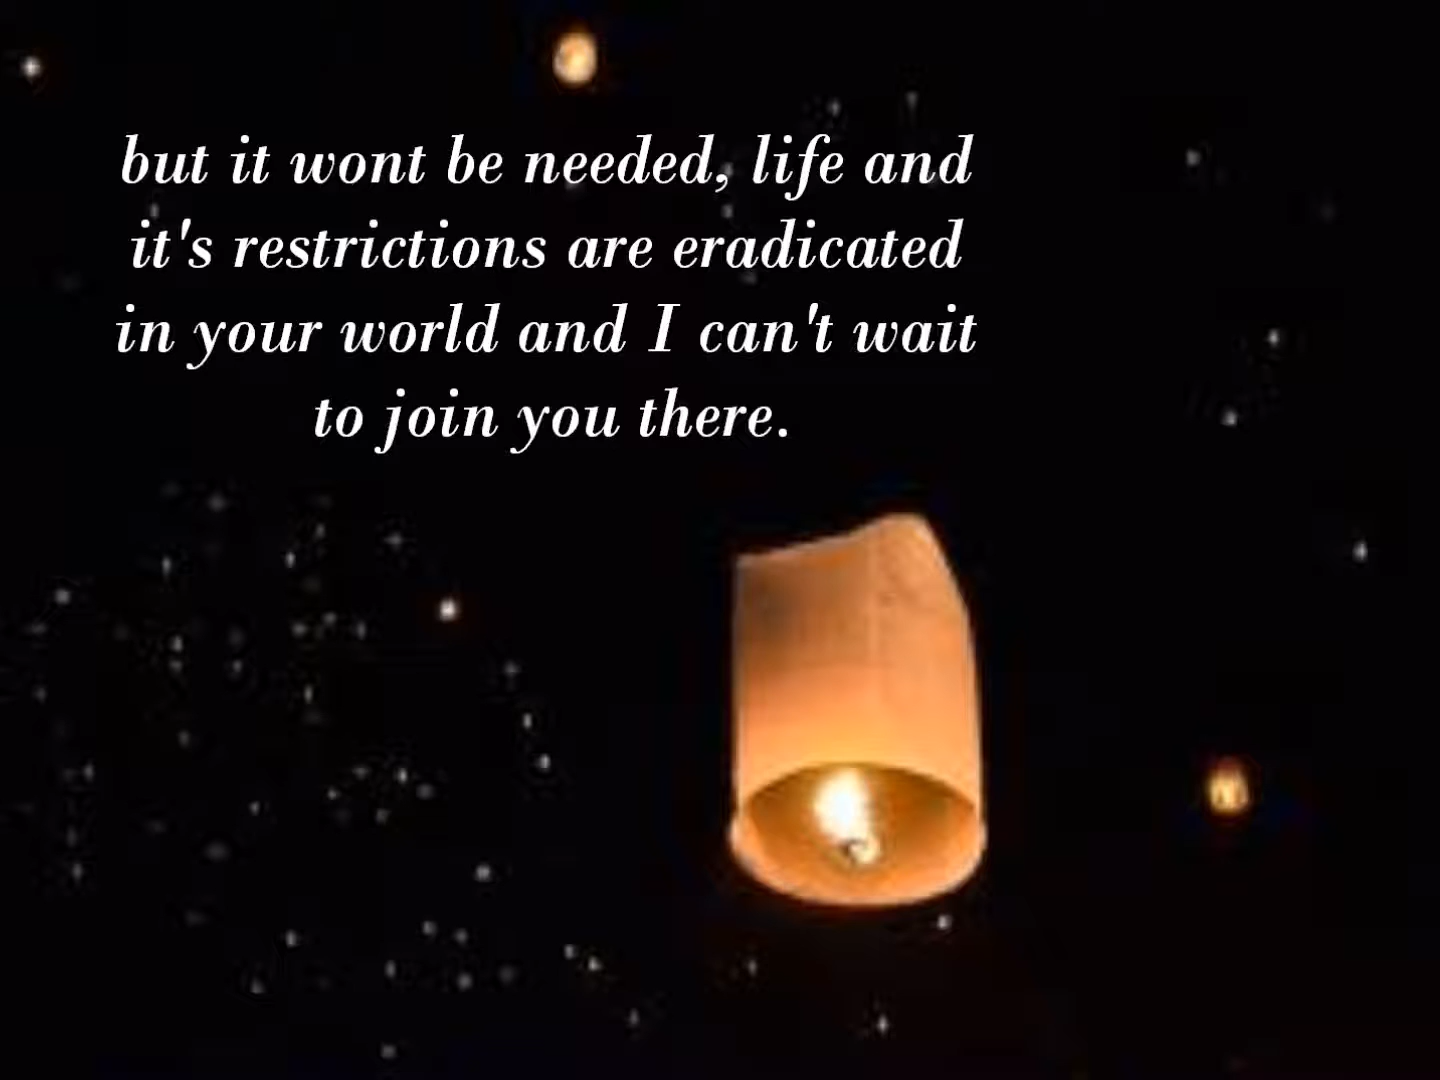 but it wont be needed, life and
it's restrictions are eradicated
in your world and I can't wait
to join you there.